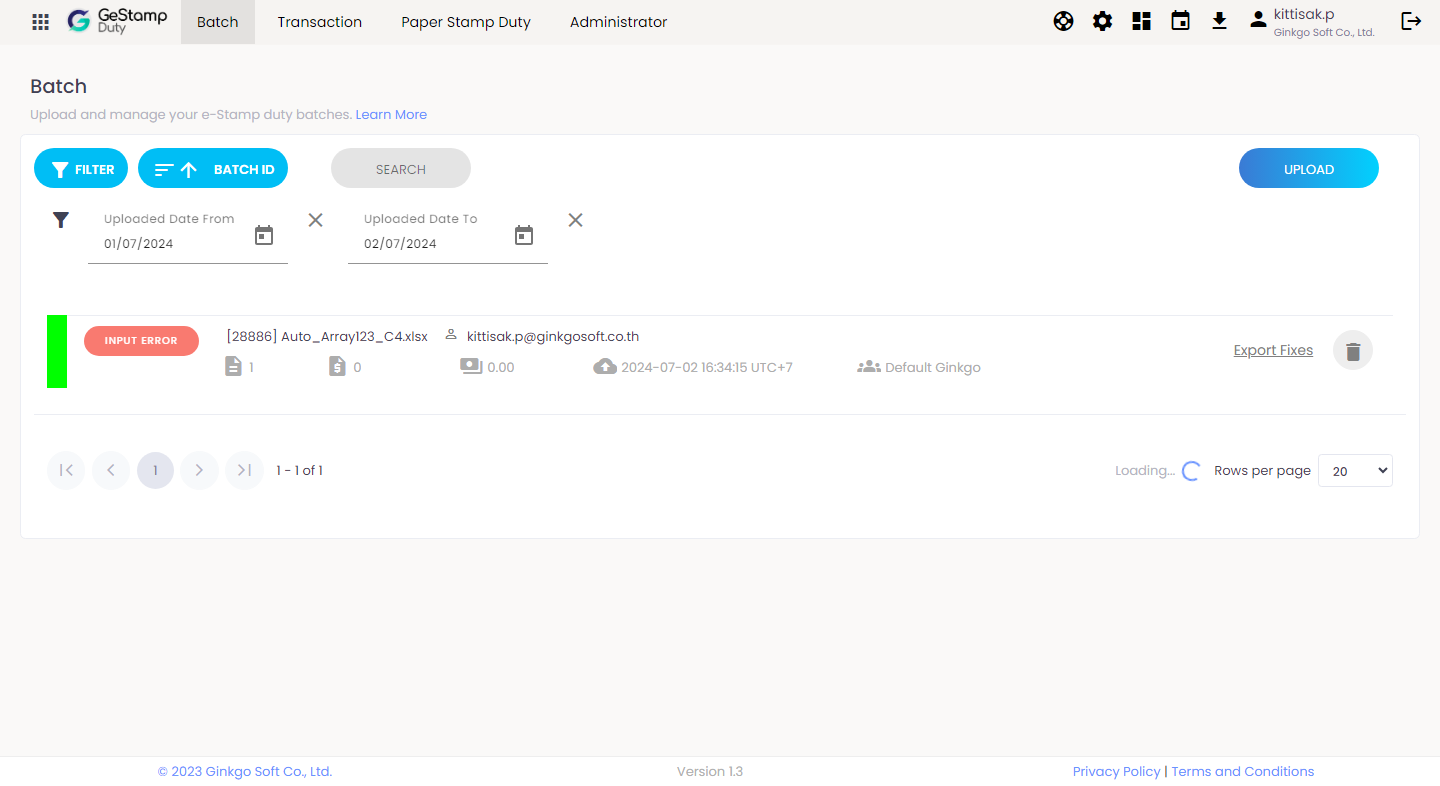 GeStamp
Duty
Batch
Transaction
Paper Stamp Duty
Administrator
kittisak.p
Ginkgo Soft Co., Ltd.
Batch
Upload and manage your e-Stamp duty batches. Learn More
FILTER
BATCH ID
SEARCH
UPLOAD
Uploaded Date From
01/07/2024
Uploaded Date To
02/07/2024
INPUT ERROR
[28886] Auto_Array123_C4.xlsx
kittisak.p@ginkgosoft.co.th
1
0
0.00
2024-07-02 16:34:15 UTC+7
Default Ginkgo
Export Fixes
1
1 - 1 of 1
Loading...
Rows per page
20
© 2023 Ginkgo Soft Co., Ltd.
Version 1.3
Privacy Policy | Terms and Conditions